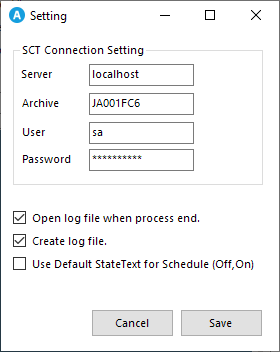 Setting
SCT Connection Setting
Server localhost
Archive JA001FC6
User sa
Password **********
Open log file when process end.
Create log file.
Use Default StateText for Schedule (Off,On)
Cancel Save